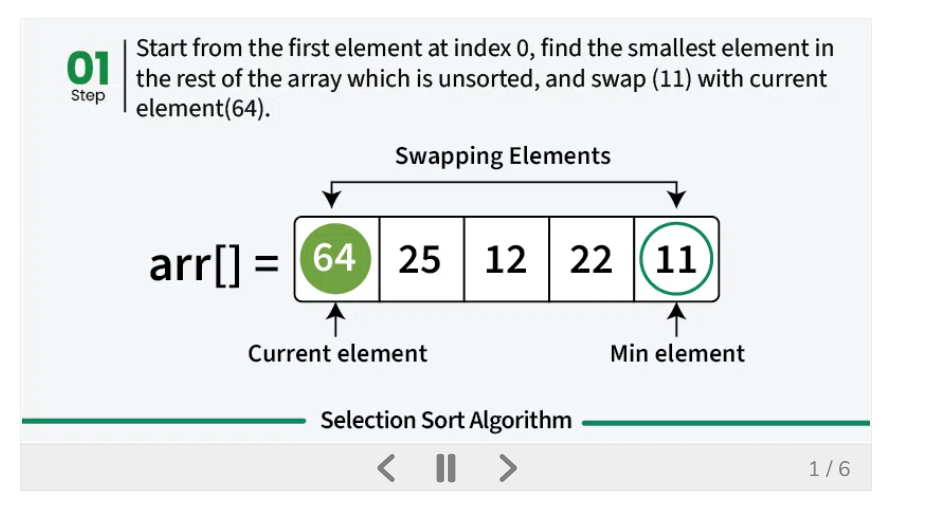 01
Step
Start from the first element at index 0, find the smallest element in
the rest of the array which is unsorted, and swap (11) with current
element(64).
Swapping Elements
arr[] = 64 25 12 22 11
Current element
Min element
Selection Sort Algorithm
1 / 6